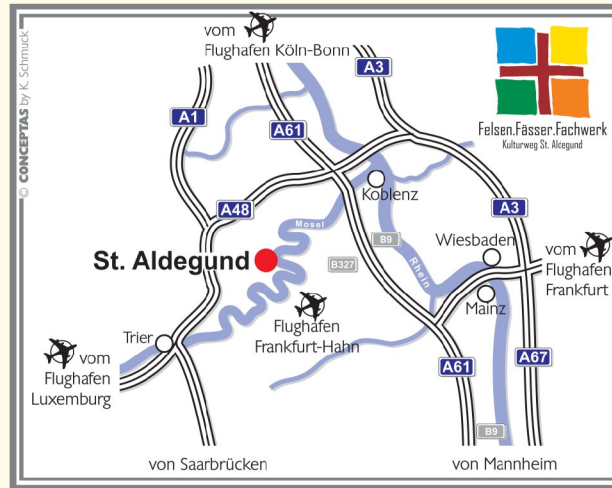 © CONCEPTAS by K. Schmuck
vom
Flughafen Köln-Bonn
A3
A1
A61
Felsen.Fässer.Fachwerk
Kulturweg St. Aldegund
Koblenz
A48
Mosel
A3
B9
Wiesbaden
vom
Flughafen
Frankfurt
St. Aldegund
B327
Rhein
Mainz
Flughafen
Frankfurt-Hahn
Trier
vom
Flughafen
Luxemburg
A61
A67
B9
von Saarbrücken
von Mannheim